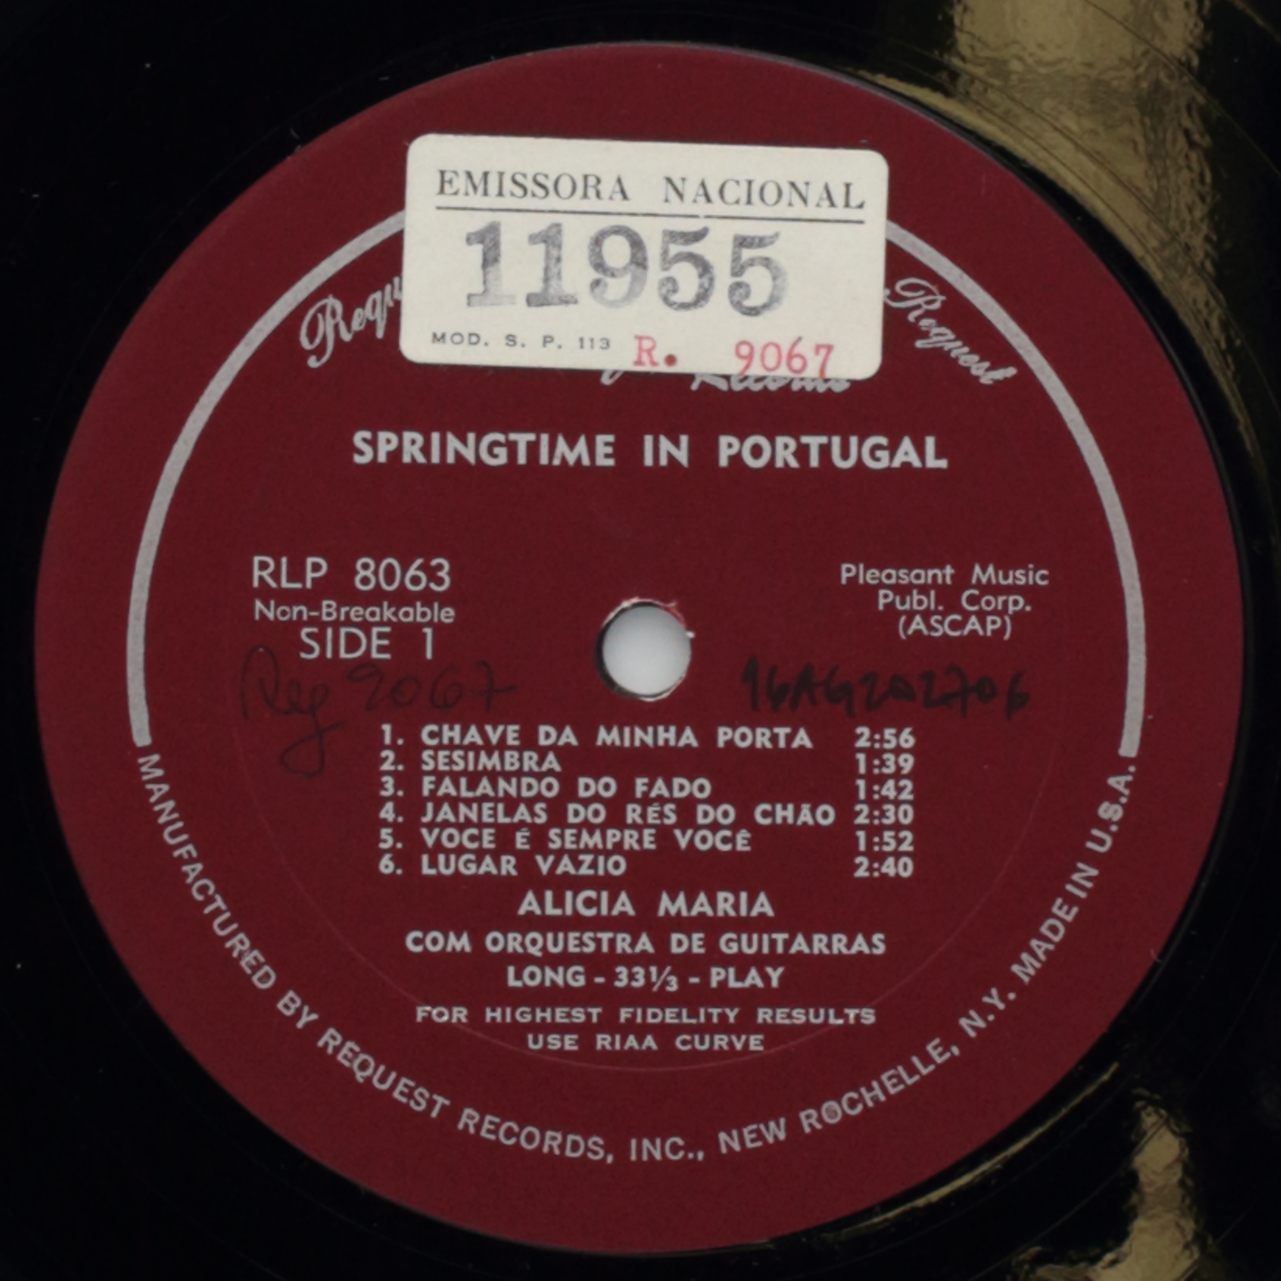 EMISSORA NACIONAL
11955
MOD. S. P. 113 R. 9067
Request
SPRINGTIME IN PORTUGAL
RLP 8063
Non-Breakable
SIDE 1
Pleasant Music
Publ. Corp.
(ASCAP)
Reg 9067
16AG202706
1. CHAVE DA MINHA PORTA 2:56
2. SESIMBRA 1:39
3. FALANDO DO FADO 1:42
4. JANELAS DO RÉS DO CHÃO 2:30
5. VOCE É SEMPRE VOCÊ 1:52
6. LUGAR VAZIO 2:40
ALICIA MARIA
COM ORQUESTRA DE GUITARRAS
LONG - 33⅓ - PLAY
FOR HIGHEST FIDELITY RESULTS
USE RIAA CURVE
MANUFACTURED BY REQUEST RECORDS, INC., NEW ROCHELLE, N.Y. MADE IN U.S.A.